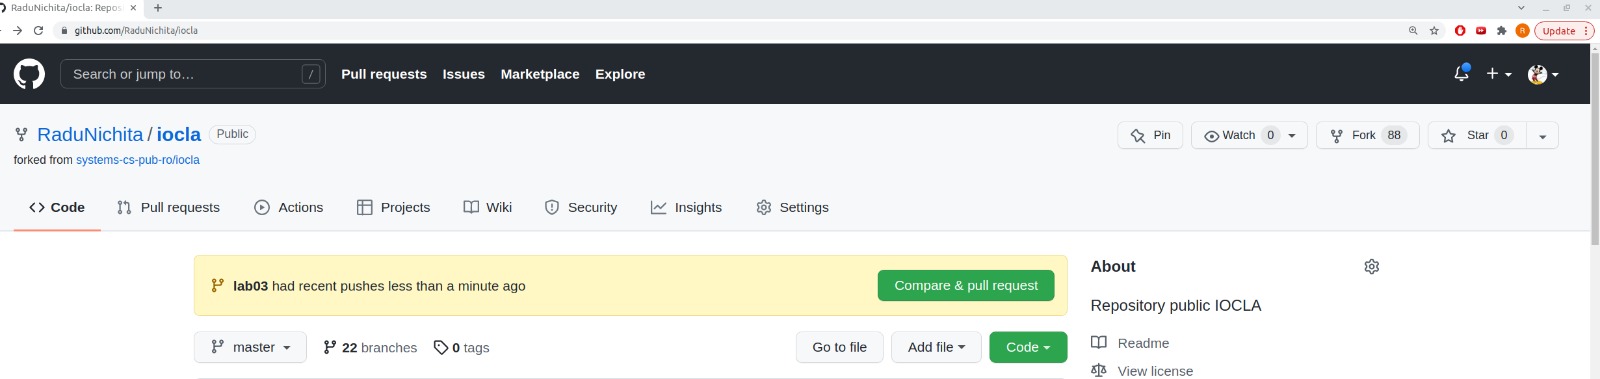 RaduNichita/iocla: Repos
github.com/RaduNichita/iocla
R
Update
Search or jump to…
/
Pull requests Issues Marketplace Explore
RaduNichita / iocla Public
Pin Watch 0 Fork 88 Star 0
forked from systems-cs-pub-ro/iocla
Code Pull requests Actions Projects Wiki Security Insights Settings
lab03 had recent pushes less than a minute ago
Compare & pull request
About
Repository public IOCLA
master 22 branches 0 tags
Go to file Add file Code
Readme
View license